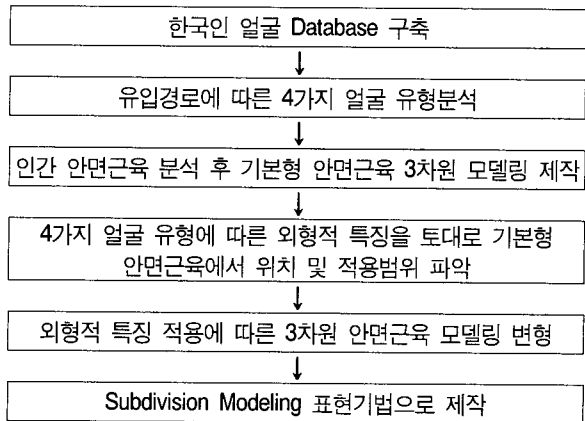 한국인 얼굴 Database 구축
유입경로에 따른 4가지 얼굴 유형분석
인간 안면근육 분석 후 기본형 안면근육 3차원 모델링 제작
4가지 얼굴 유형에 따른 외형적 특징을 토대로 기본형
안면근육에서 위치 및 적용범위 파악
외형적 특징 적용에 따른 3차원 안면근육 모델링 변형
Subdivision Modeling 표현기법으로 제작